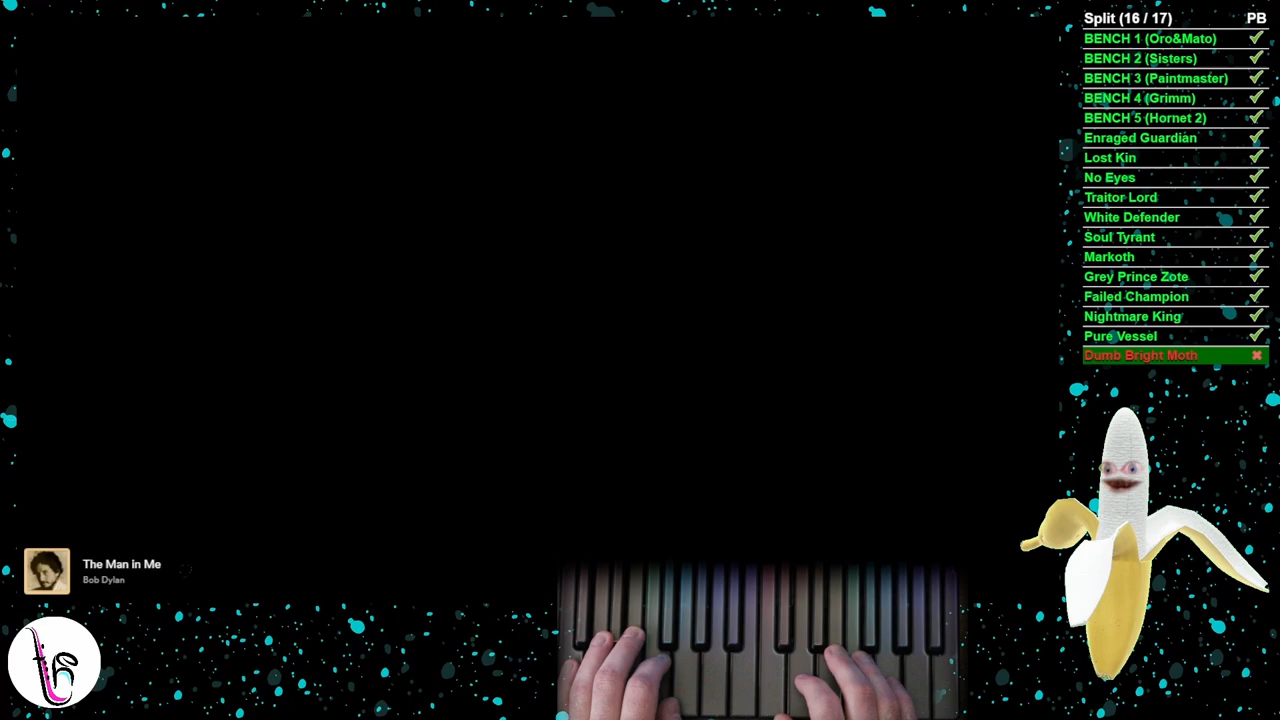 Split (16 / 17) PB
BENCH 1 (Oro&Mato)
BENCH 2 (Sisters)
BENCH 3 (Paintmaster)
BENCH 4 (Grimm)
BENCH 5 (Hornet 2)
Enraged Guardian
Lost Kin
No Eyes
Traitor Lord
White Defender
Soul Tyrant
Markoth
Grey Prince Zote
Failed Champion
Nightmare King
Pure Vessel
Dumb Bright Moth
The Man in Me
Bob Dylan